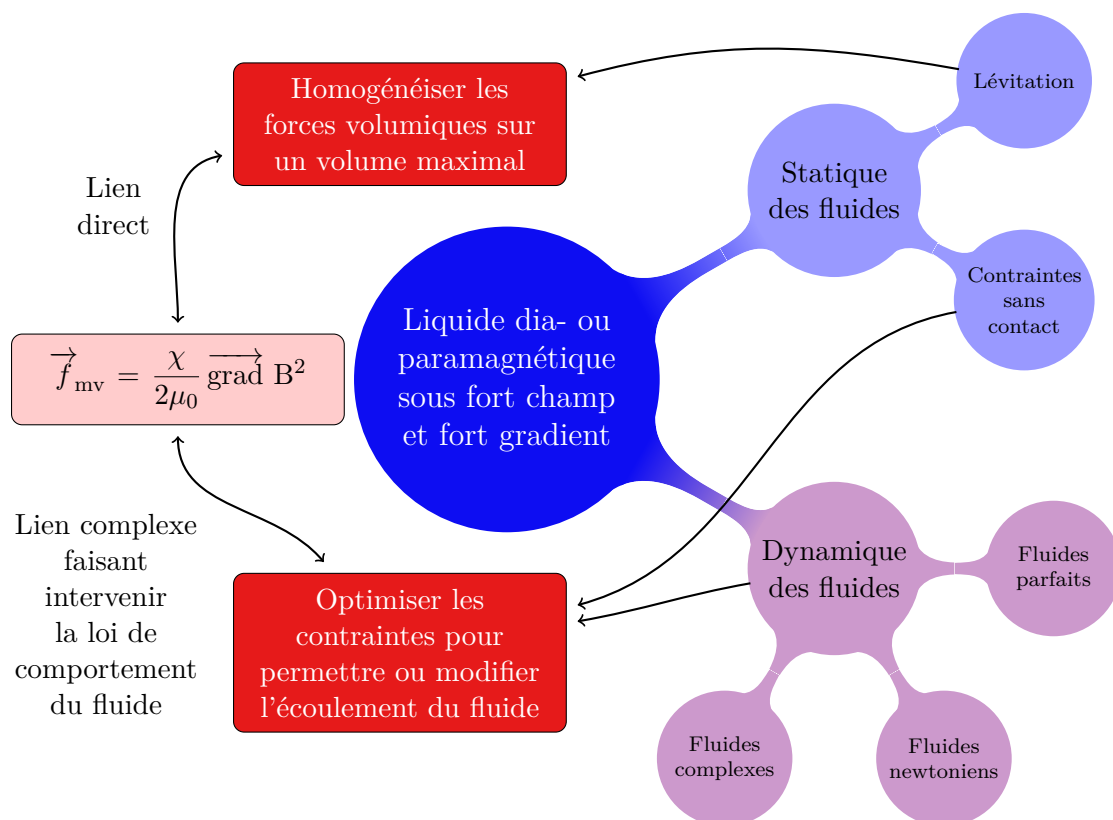 Homogénéiser les
forces volumiques sur
un volume maximal
Lévitation
Statique
des fluides
Lien
direct
Contraintes
sans
contact
Liquide dia- ou
paramagnétique
sous fort champ
et fort gradient
f⃗ₘᵥ = χ/2μ₀ grad⃗ B²
Lien complexe
faisant
intervenir
la loi de
comportement
du fluide
Optimiser les
contraintes pour
permettre ou modifier
l'écoulement du fluide
Dynamique
des fluides
Fluides
parfaits
Fluides
complexes
Fluides
newtoniens